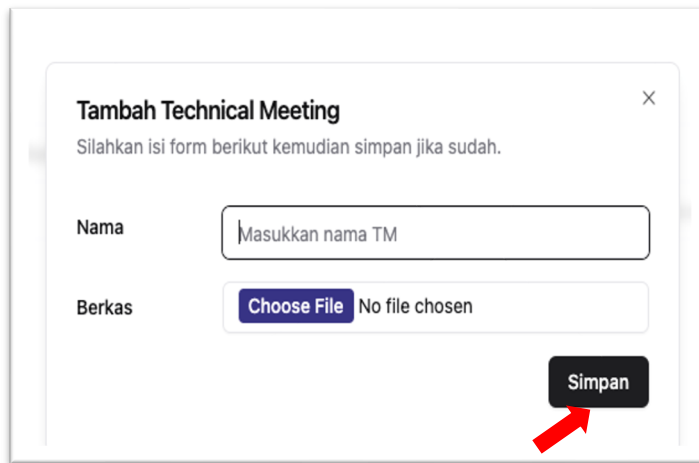 Tambah Technical Meeting
Silahkan isi form berikut kemudian simpan jika sudah.
Nama
Masukkan nama TM
Berkas
Choose File No file chosen
Simpan